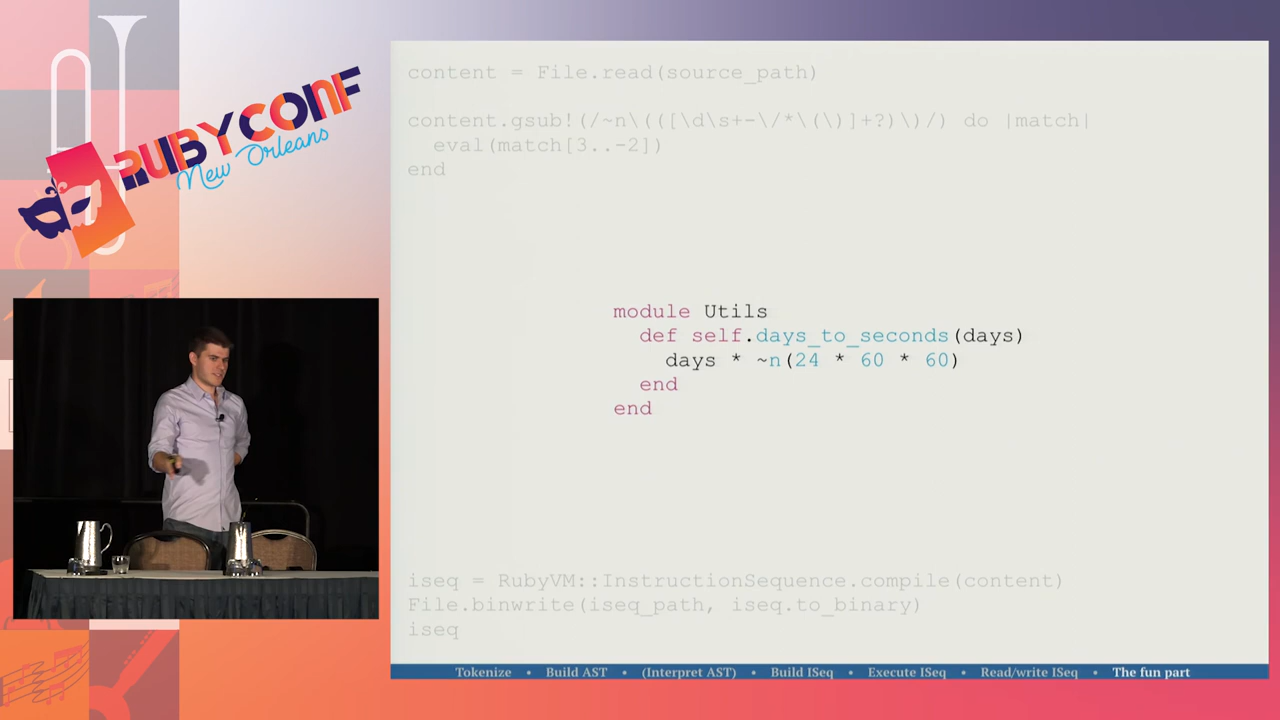 RUBYCONF
New Orleans
content = File.read(source_path)
content.gsub!(/~n\(([\d\s+-\/*\(\)]+?)\)/) do |match|
  eval(match[3..-2])
end
module Utils
  def self.days_to_seconds(days)
    days * ~n(24 * 60 * 60)
  end
end
iseq = RubyVM::InstructionSequence.compile(content)
File.binwrite(iseq_path, iseq.to_binary)
iseq
Tokenize • Build AST • (Interpret AST) • Build ISeq • Execute ISeq • Read/write ISeq • The fun part